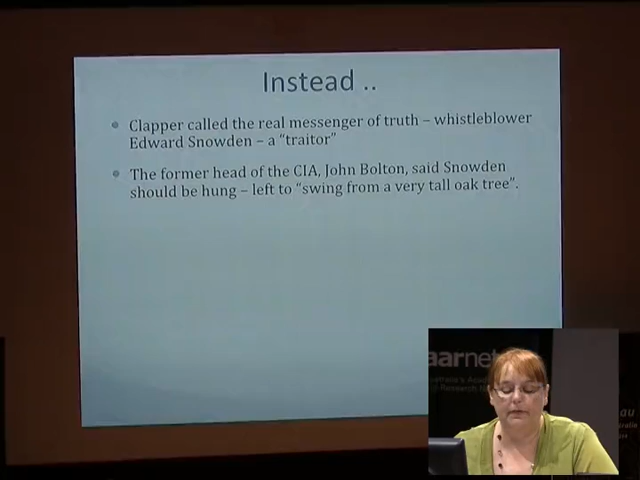 Instead ..
Clapper called the real messenger of truth – whistleblower
Edward Snowden – a “traitor”
The former head of the CIA, John Bolton, said Snowden
should be hung – left to “swing from a very tall oak tree”.
aarnet
au